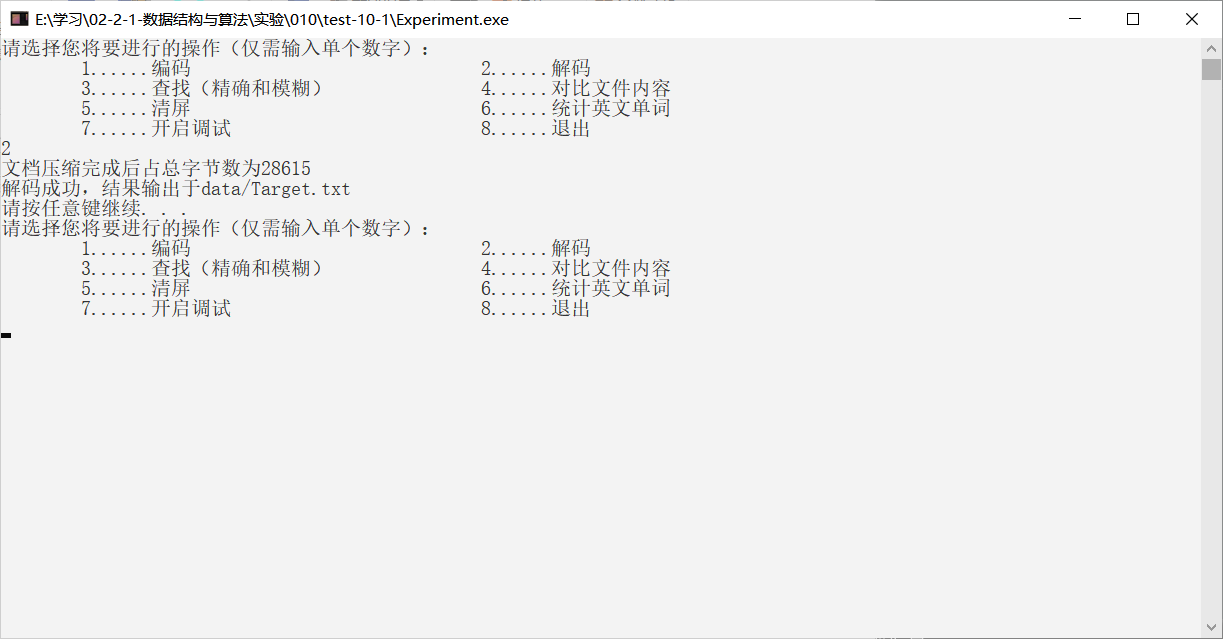 E:\学习\02-2-1-数据结构与算法\实验\010\test-10-1\Experiment.exe
请选择您将要进行的操作（仅需输入单个数字）：
1......编码 2......解码
3......查找（精确和模糊） 4......对比文件内容
5......清屏 6......统计英文单词
7......开启调试 8......退出
2
文档压缩完成后占总字节数为28615
解码成功，结果输出于data/Target.txt
请按任意键继续. . .
请选择您将要进行的操作（仅需输入单个数字）：
1......编码 2......解码
3......查找（精确和模糊） 4......对比文件内容
5......清屏 6......统计英文单词
7......开启调试 8......退出